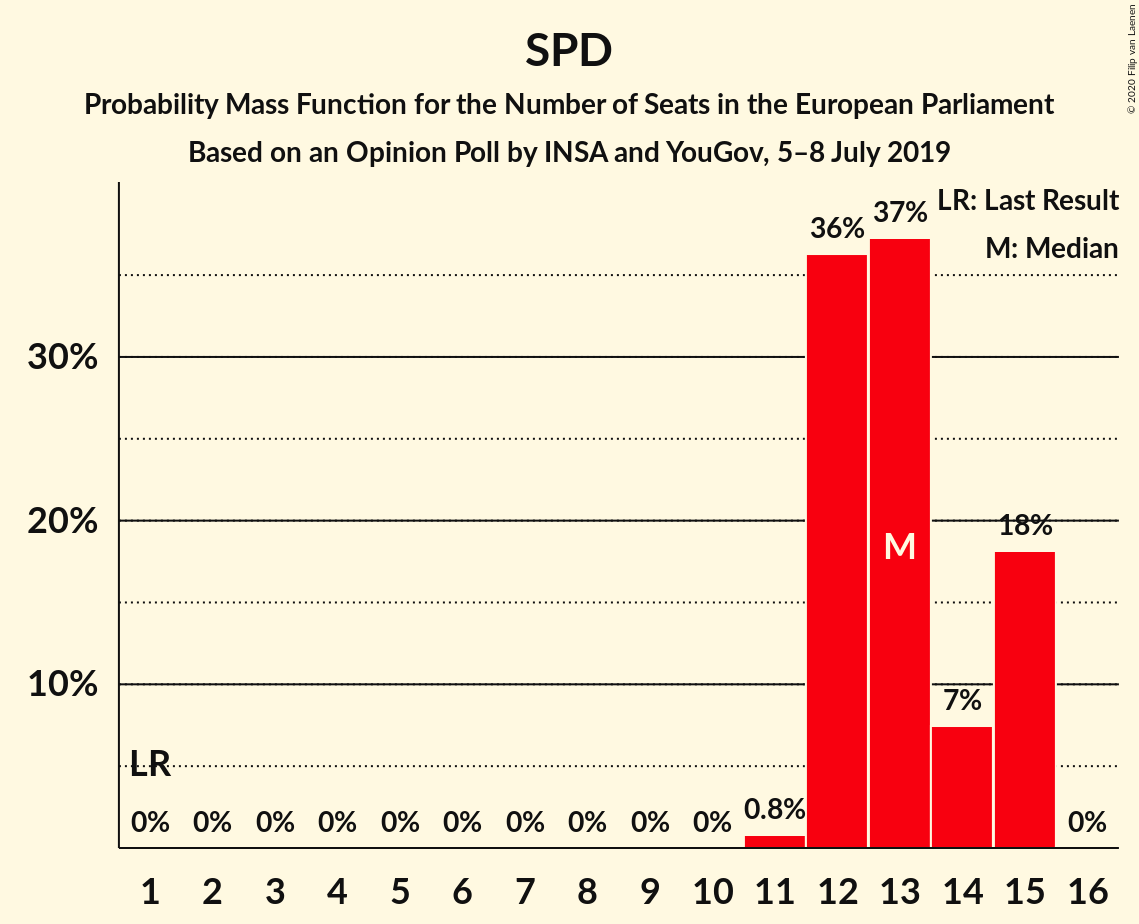 SPD
Probability Mass Function for the Number of Seats in the European Parliament
Based on an Opinion Poll by INSA and YouGov, 5–8 July 2019
© 2020 Filip van Laenen
LR: Last Result
M: Median
30%
20%
10%
LR
0% 0% 0% 0% 0% 0% 0% 0% 0% 0% 0.8% 36% 37% 7% 18% 0%
M
1 2 3 4 5 6 7 8 9 10 11 12 13 14 15 16